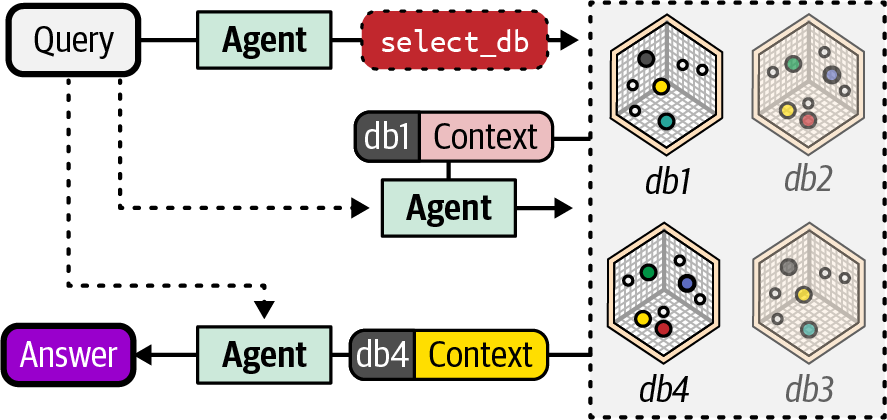 Query
Agent
select_db
db1 Context
Agent
Answer
Agent
db4 Context
db1
db2
db4
db3